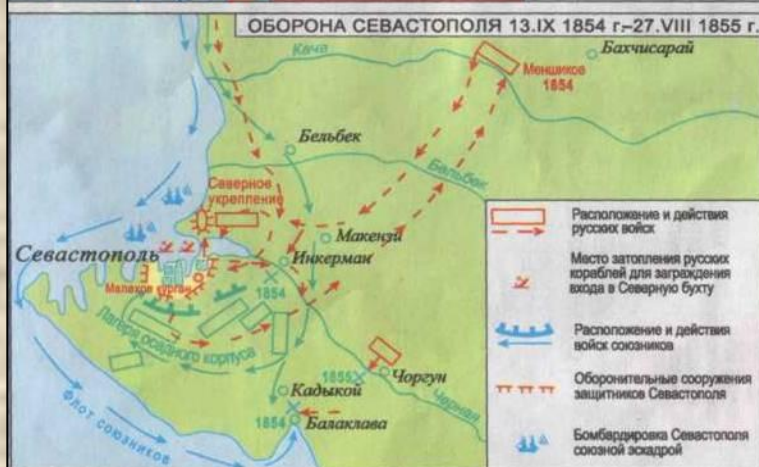 ОБОРОНА СЕВАСТОПОЛЯ 13.IX 1854 г.–27.VIII 1855 г.
Кача
Бахчисарай
Меншиков
1854
Бельбек
Бельбек
Северное
укрепление
Макензи
Севастополь
Инкерман
1854
Малахов курган
Лагеря осадного корпуса
1855
Чоргун
Черная
Кадыкой
1854
Балаклава
Флот союзников
Расположение и действия
русских войск
Место затопления русских
кораблей для заграждения
входа в Северную бухту
Расположение и действия
войск союзников
Оборонительные сооружения
защитников Севастополя
Бомбардировка Севастополя
союзной эскадрой